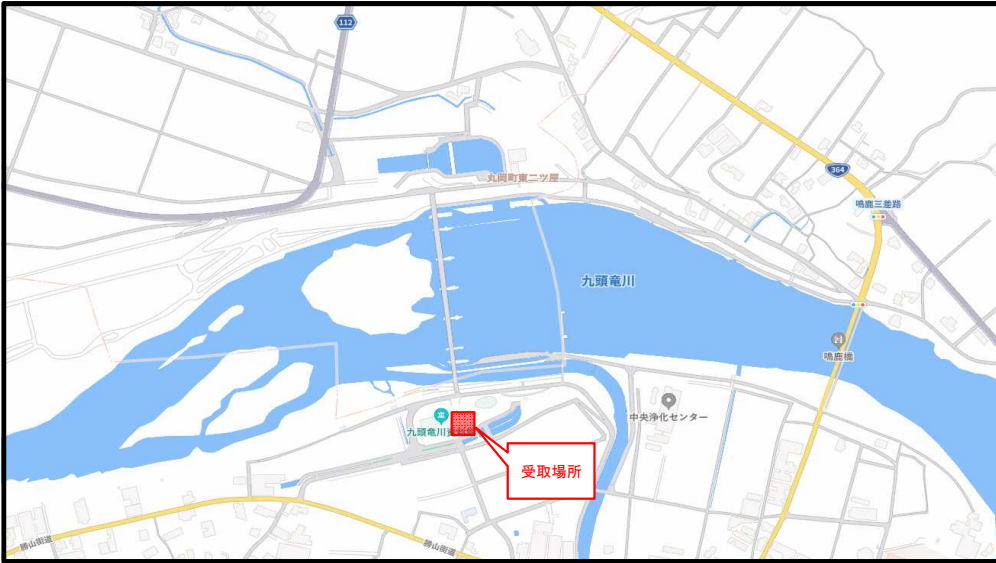 112
丸岡町東二ツ屋
364
鳴鹿三差路
九頭竜川
鳴鹿橋
中央浄化センター
九頭竜川資
受取場所
勝山街道
勝山街道